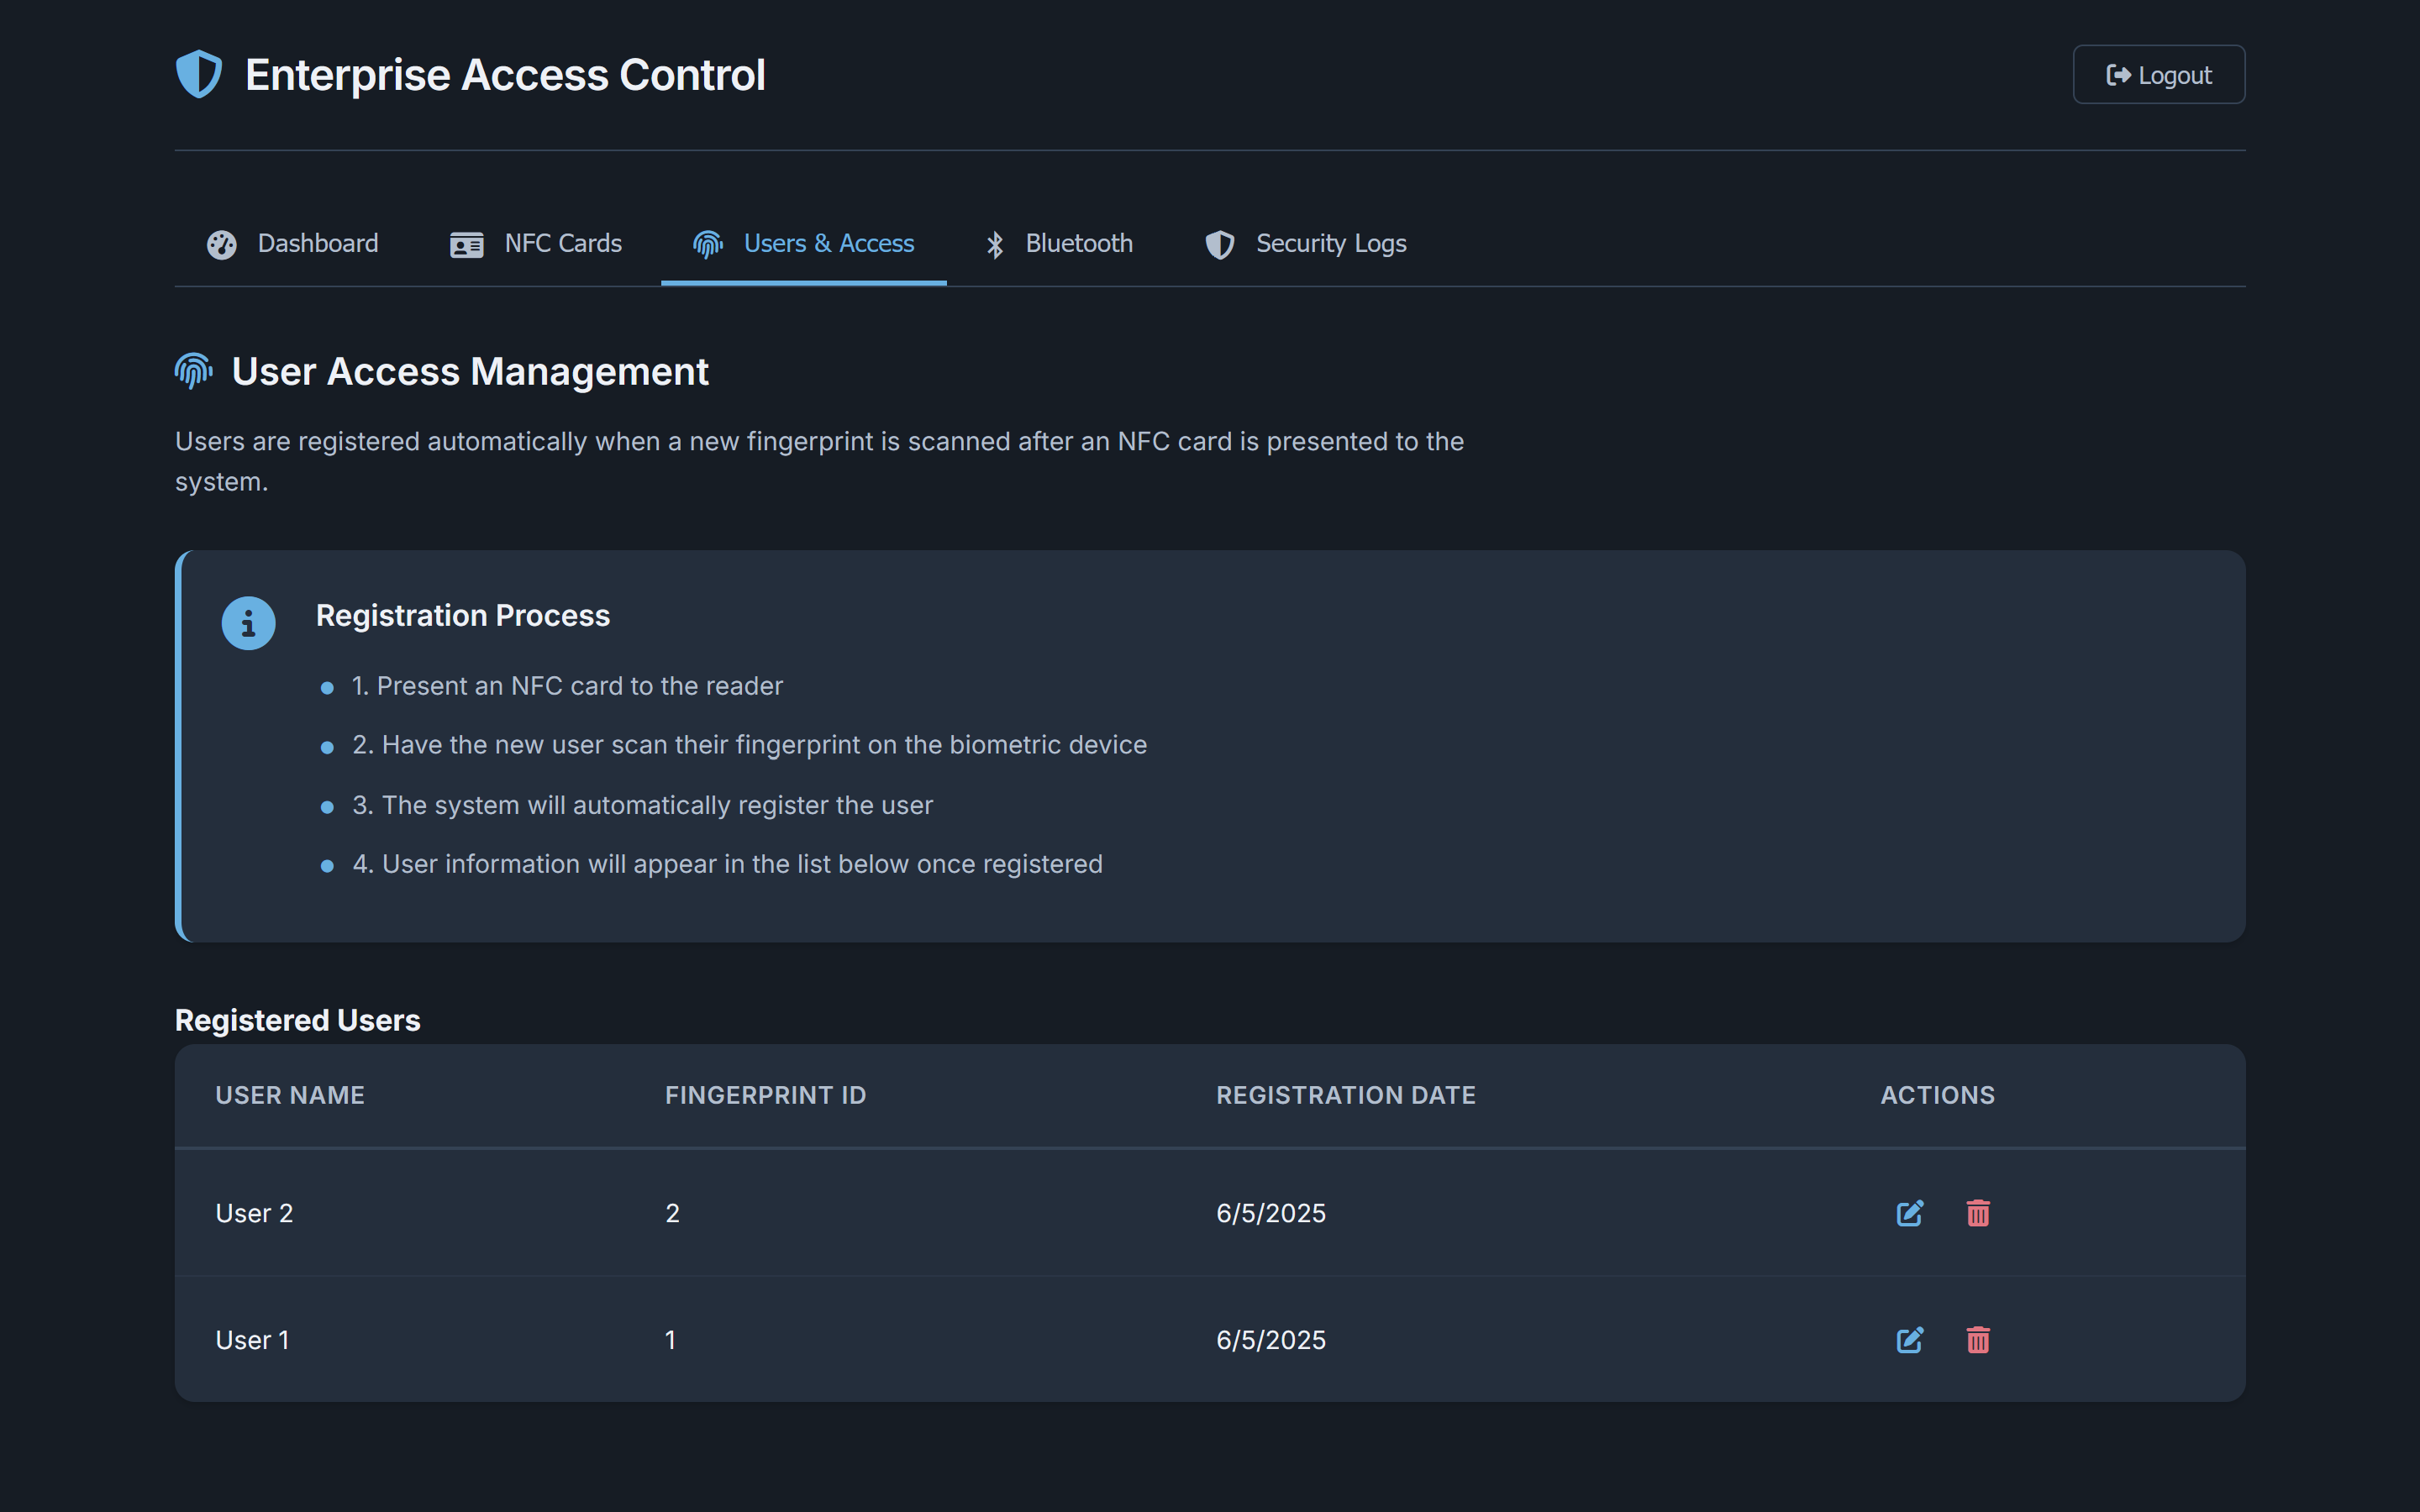 Enterprise Access Control
Logout
Dashboard
NFC Cards
Users & Access
Bluetooth
Security Logs
User Access Management
Users are registered automatically when a new fingerprint is scanned after an NFC card is presented to the
system.
Registration Process
1. Present an NFC card to the reader
2. Have the new user scan their fingerprint on the biometric device
3. The system will automatically register the user
4. User information will appear in the list below once registered
Registered Users
USER NAME FINGERPRINT ID REGISTRATION DATE ACTIONS
User 2 2 6/5/2025
User 1 1 6/5/2025